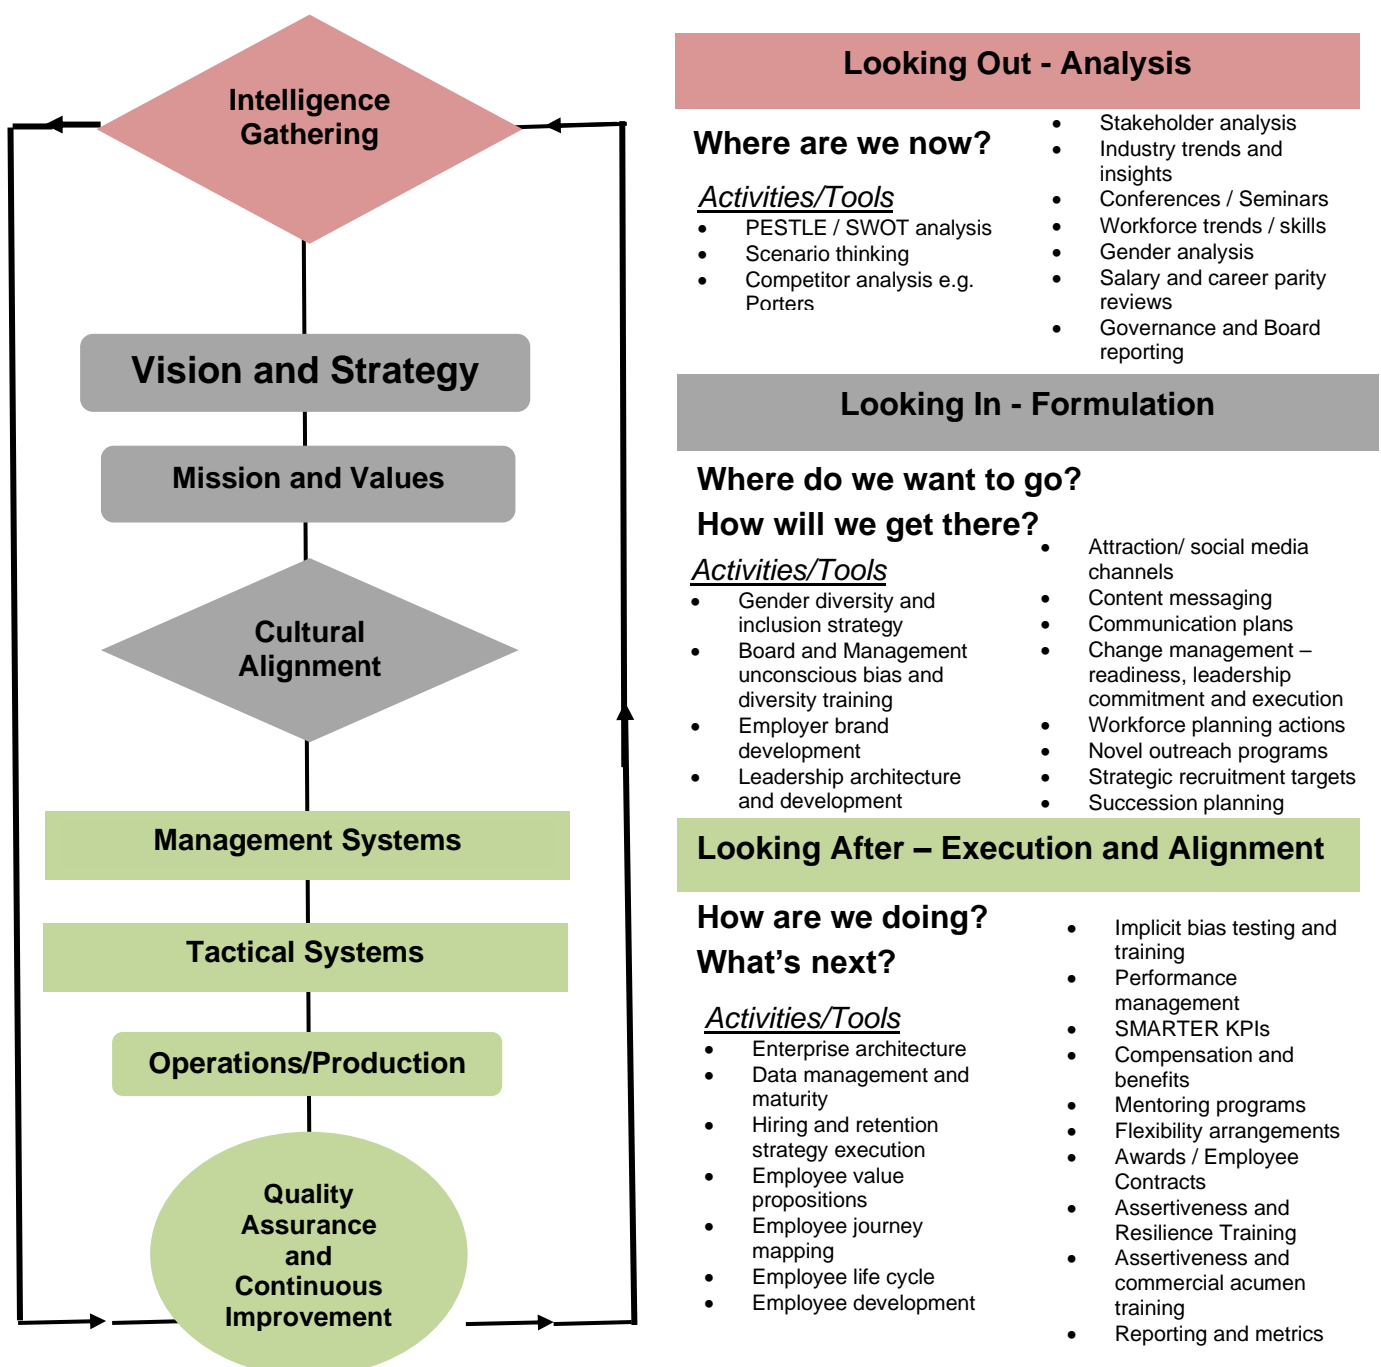 Intelligence
Gathering
Vision and Strategy
Mission and Values
Cultural
Alignment
Management Systems
Tactical Systems
Operations/Production
Quality
Assurance
and
Continuous
Improvement
Looking Out - Analysis
Where are we now?
Activities/Tools
• PESTLE / SWOT analysis
• Scenario thinking
• Competitor analysis e.g.
Porters
• Stakeholder analysis
• Industry trends and
insights
• Conferences / Seminars
• Workforce trends / skills
• Gender analysis
• Salary and career parity
reviews
• Governance and Board
reporting
Looking In - Formulation
Where do we want to go?
How will we get there?
Activities/Tools
• Gender diversity and
inclusion strategy
• Board and Management
unconscious bias and
diversity training
• Employer brand
development
• Leadership architecture
and development
• Attraction/ social media
channels
• Content messaging
• Communication plans
• Change management –
readiness, leadership
commitment and execution
• Workforce planning actions
• Novel outreach programs
• Strategic recruitment targets
• Succession planning
Looking After – Execution and Alignment
How are we doing?
What’s next?
Activities/Tools
• Enterprise architecture
• Data management and
maturity
• Hiring and retention
strategy execution
• Employee value
propositions
• Employee journey
mapping
• Employee life cycle
• Employee development
• Implicit bias testing and
training
• Performance
management
• SMARTER KPIs
• Compensation and
benefits
• Mentoring programs
• Flexibility arrangements
• Awards / Employee
Contracts
• Assertiveness and
Resilience Training
• Assertiveness and
commercial acumen
training
• Reporting and metrics